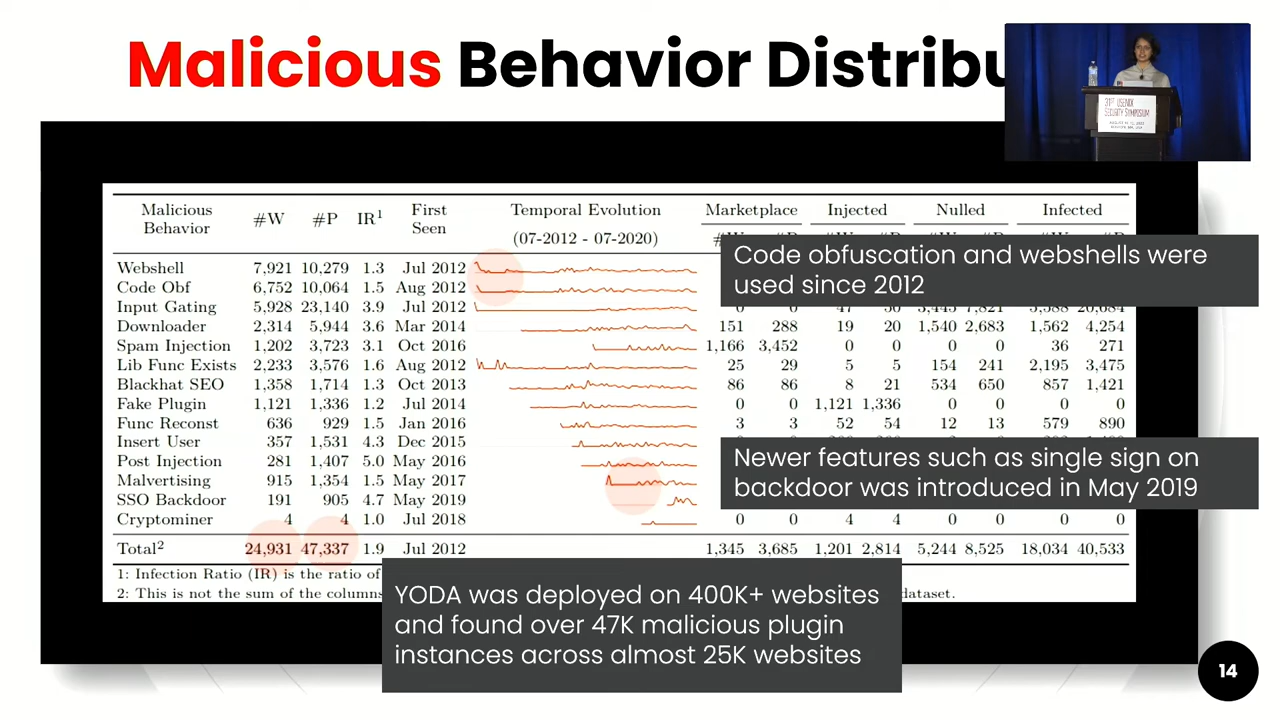 Malicious Behavior Distribu
31ST USENIX
SECURITY SYMPOSIUM
Malicious Behavior #W #P IR1 First Seen Temporal Evolution (07-2012 - 07-2020) Marketplace Injected Nulled Infected
Webshell 7,921 10,279 1.3 Jul 2012
Code Obf 6,752 10,064 1.5 Aug 2012
Code obfuscation and webshells were
used since 2012
Input Gating 5,928 23,140 3.9 Jul 2012
Downloader 2,314 5,944 3.6 Mar 2014 151 288 19 20 1,540 2,683 1,562 4,254
Spam Injection 1,202 3,723 3.1 Oct 2016 1,166 3,452 0 0 0 0 36 271
Lib Func Exists 2,233 3,576 1.6 Aug 2012 25 29 5 5 154 241 2,195 3,475
Blackhat SEO 1,358 1,714 1.3 Oct 2013 86 86 8 21 534 650 857 1,421
Fake Plugin 1,121 1,336 1.2 Jul 2014 0 0 1,121 1,336 0 0 0 0
Func Reconst 636 929 1.5 Jan 2016 3 3 52 54 12 13 579 890
Insert User 357 1,531 4.3 Dec 2015
Post Injection 281 1,407 5.0 May 2016
Malvertising 915 1,354 1.5 May 2017
SSO Backdoor 191 905 4.7 May 2019
Newer features such as single sign on
backdoor was introduced in May 2019
Cryptominer 4 4 1.0 Jul 2018 0 0 4 4 0 0 0 0
Total2 24,931 47,337 1.9 Jul 2012 1,345 3,685 1,201 2,814 5,244 8,525 18,034 40,533
1: Infection Ratio (IR) is the ratio of
2: This is not the sum of the columns dataset.
YODA was deployed on 400K+ websites
and found over 47K malicious plugin
instances across almost 25K websites
14